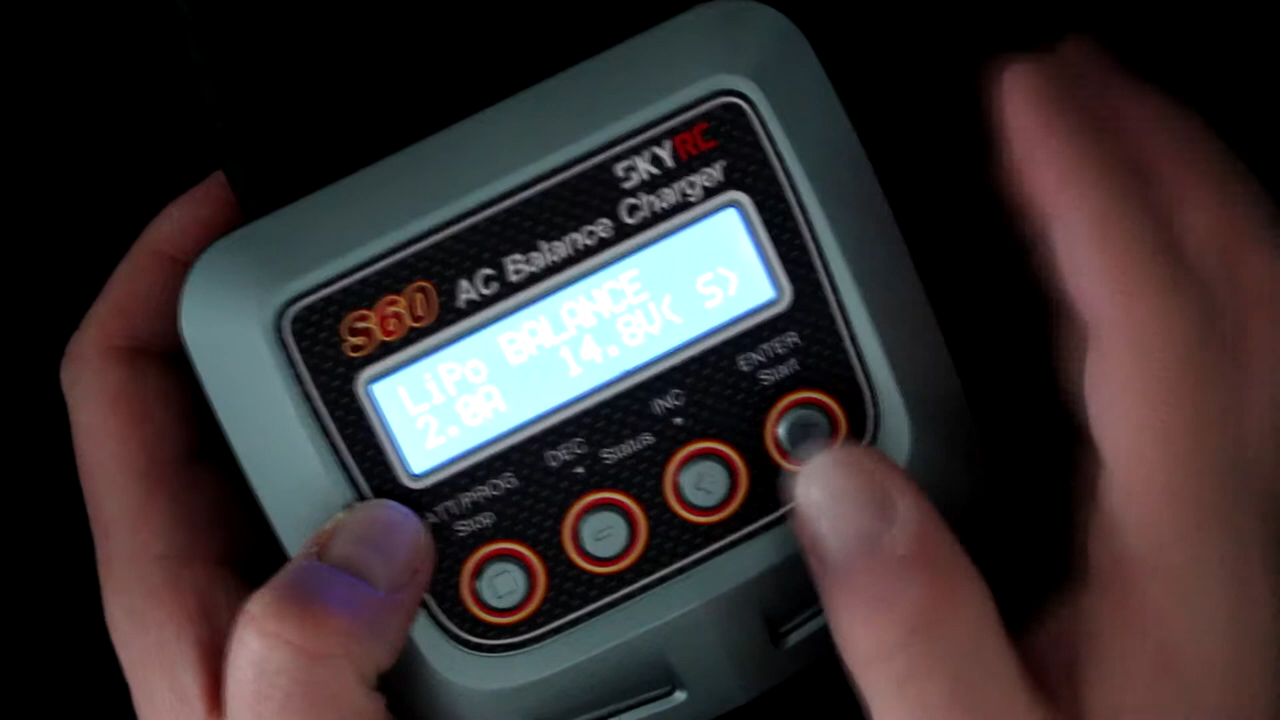 SKYRC
S60 AC Balance Charger
LiPo BALANCE
2.0A 14.8V( S)
ENTER
Start
INC
DEC
Status
BATT/PROG
Stop